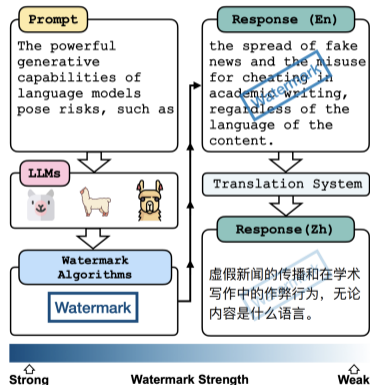 Prompt
The powerful
generative
capabilities of
language models
pose risks, such as
LLMs
Watermark
Algorithms
Watermark
Response (En)
the spread of fake
news and the misuse
for cheating in
academic writing,
regardless of the
language of the
content.
Watermark
Translation System
Response(Zh)
虚假新闻的传播和在学术
写作中的作弊行为，无论
内容是什么语言。
Watermark
Strong
Watermark Strength
Weak